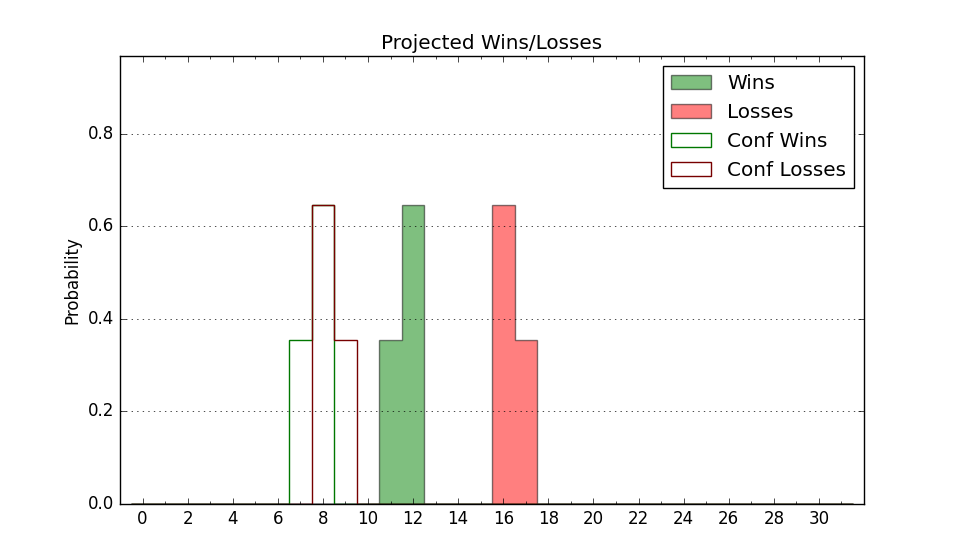 Projected Wins/Losses
Wins
Losses
Conf Wins
Conf Losses
Probability
0.8
0.6
0.4
0.2
0.0
0 2 4 6 8 10 12 14 16 18 20 22 24 26 28 30